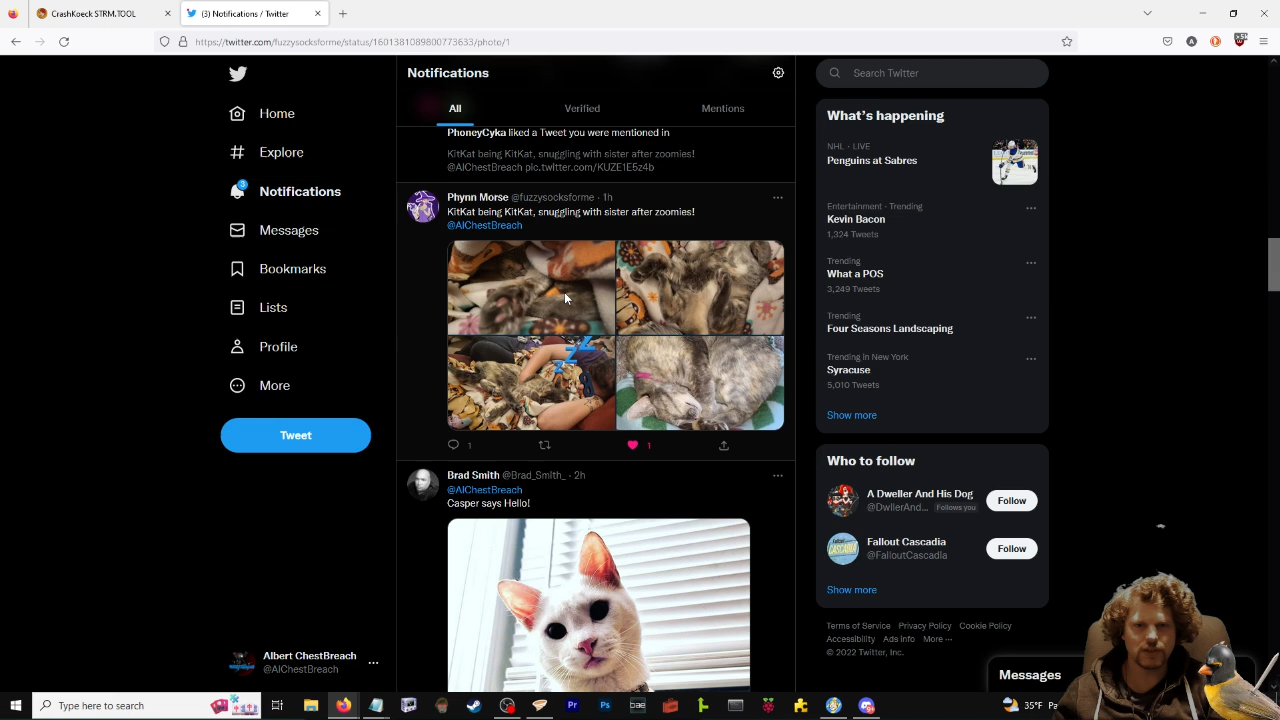 CrashKoeck STRM.TOOL
(3) Notifications / Twitter
https://twitter.com/fuzzysocksforme/status/1601381089800773633/photo/1
Notifications
All
Verified
Mentions
PhoneyCyka liked a Tweet you were mentioned in
KitKat being KitKat, snuggling with sister after zoomies!
@AlChestBreach pic.twitter.com/KUZE1E5z4b
Phynn Morse @fuzzysocksforme · 1h
KitKat being KitKat, snuggling with sister after zoomies!
@AlChestBreach
zzz
1
1
Brad Smith @Brad_Smith_ · 2h
@AlChestBreach
Casper says Hello!
3
Home
Explore
Notifications
Messages
Bookmarks
Lists
Profile
More
Tweet
Albert ChestBreach
@AlChestBreach
Search Twitter
What's happening
NHL · LIVE
Penguins at Sabres
Entertainment · Trending
Kevin Bacon
1,324 Tweets
Trending
What a POS
3,249 Tweets
Trending
Four Seasons Landscaping
Trending in New York
Syracuse
5,010 Tweets
Show more
Who to follow
A Dweller And His Dog
@DwllerAnd... Follows you
Follow
Fallout Cascadia
@FalloutCascadia
Follow
Show more
Terms of Service Privacy Policy Cookie Policy
Accessibility Ads info More ···
© 2022 Twitter, Inc.
Messages
Type here to search
Pr
Ps
dae
35°F Pa